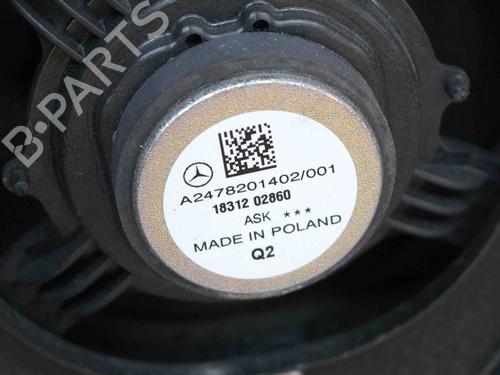 B-PARTS
A2478201402/001
18312 02860
ASK ***
MADE IN POLAND
Q2